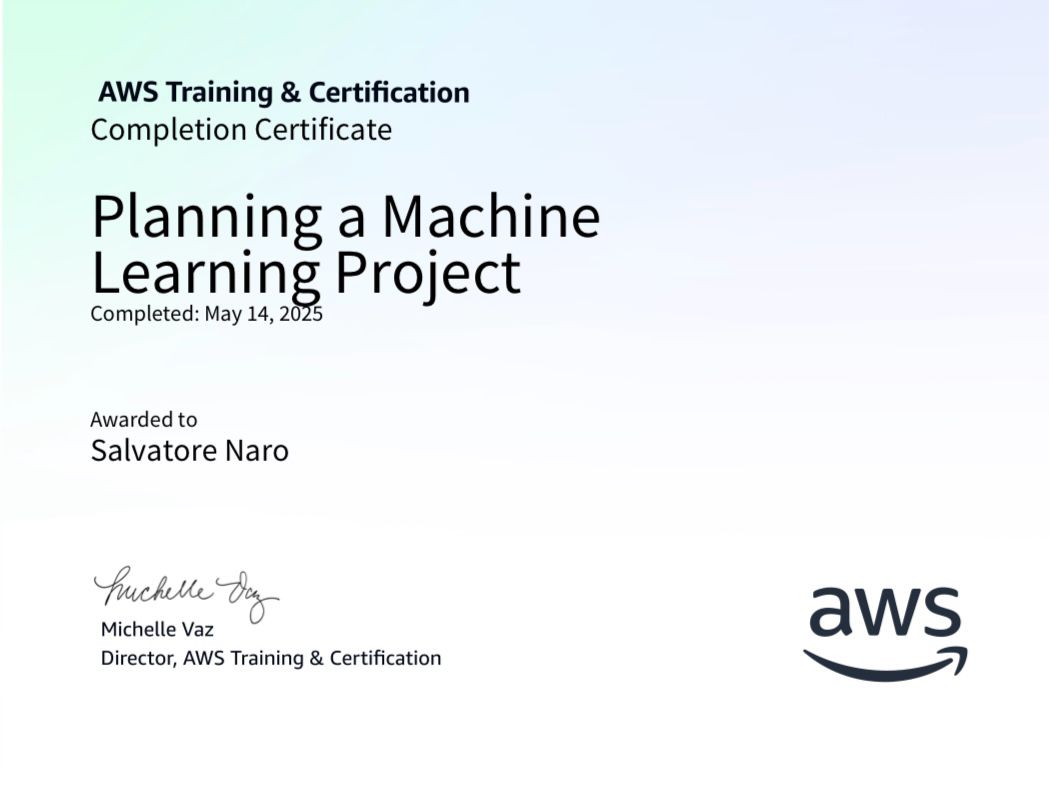 AWS Training & Certification
Completion Certificate
Planning a Machine
Learning Project
Completed: May 14, 2025
Awarded to
Salvatore Naro
Michelle Vaz
Michelle Vaz
Director, AWS Training & Certification
aws